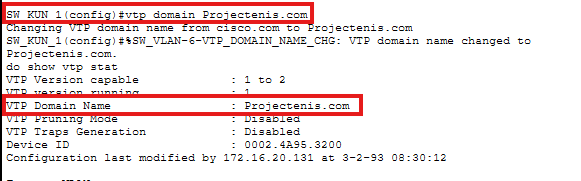 SW_KUN_1(config)#vtp domain Projectenis.com
Changing VTP domain name from cisco.com to Projectenis.com
SW_KUN_1(config)#%SW_VLAN-6-VTP_DOMAIN_NAME_CHG: VTP domain name changed to
Projectenis.com.
do show vtp stat
VTP Version capable : 1 to 2
VTP version running : 1
VTP Domain Name : Projectenis.com
VTP Pruning Mode : Disabled
VTP Traps Generation : Disabled
Device ID : 0002.4A95.3200
Configuration last modified by 172.16.20.131 at 3-2-93 08:30:12